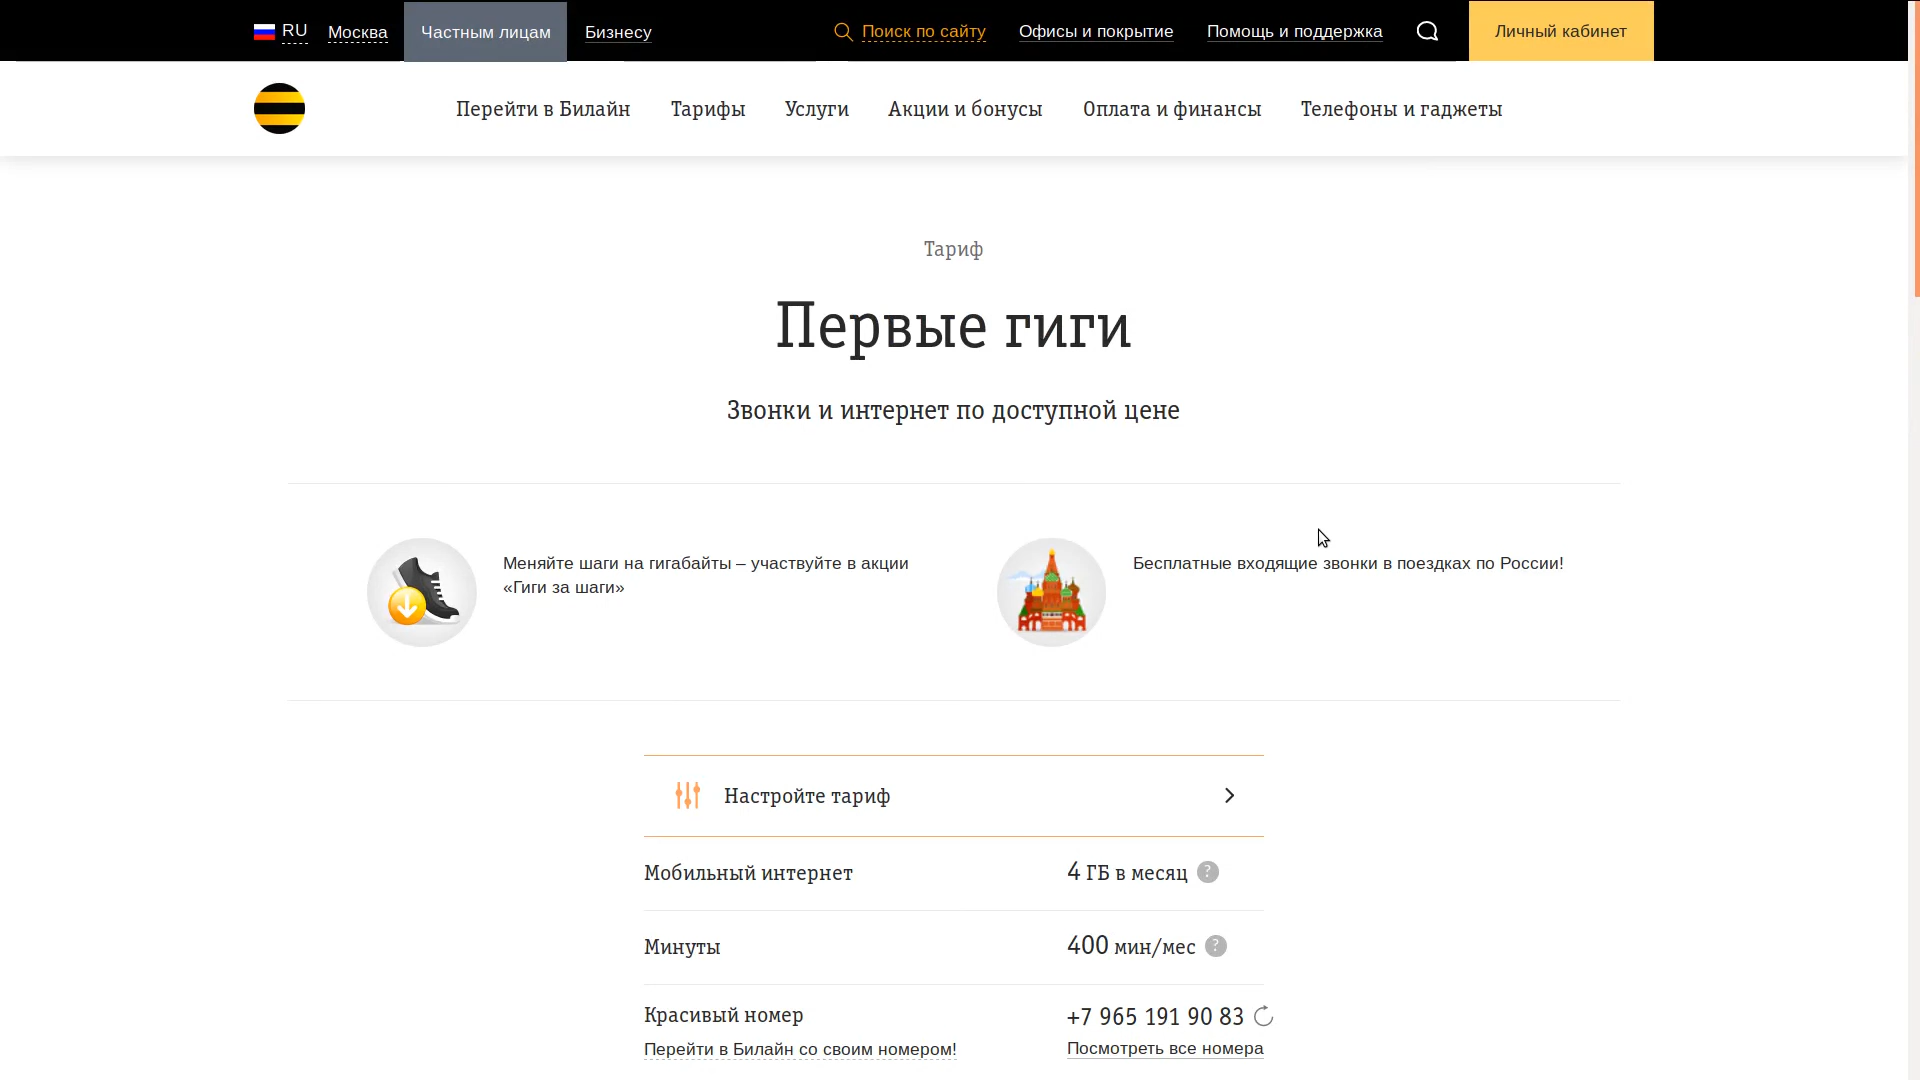 RU Москва Частным лицам Бизнесу Поиск по сайту Офисы и покрытие Помощь и поддержка Личный кабинет
Перейти в Билайн Тарифы Услуги Акции и бонусы Оплата и финансы Телефоны и гаджеты
Тариф
Первые гиги
Звонки и интернет по доступной цене
Меняйте шаги на гигабайты – участвуйте в акции
«Гиги за шаги»
Бесплатные входящие звонки в поездках по России!
Настройте тариф
Мобильный интернет 4 ГБ в месяц ?
Минуты 400 мин/мес ?
Красивый номер +7 965 191 90 83
Перейти в Билайн со своим номером! Посмотреть все номера